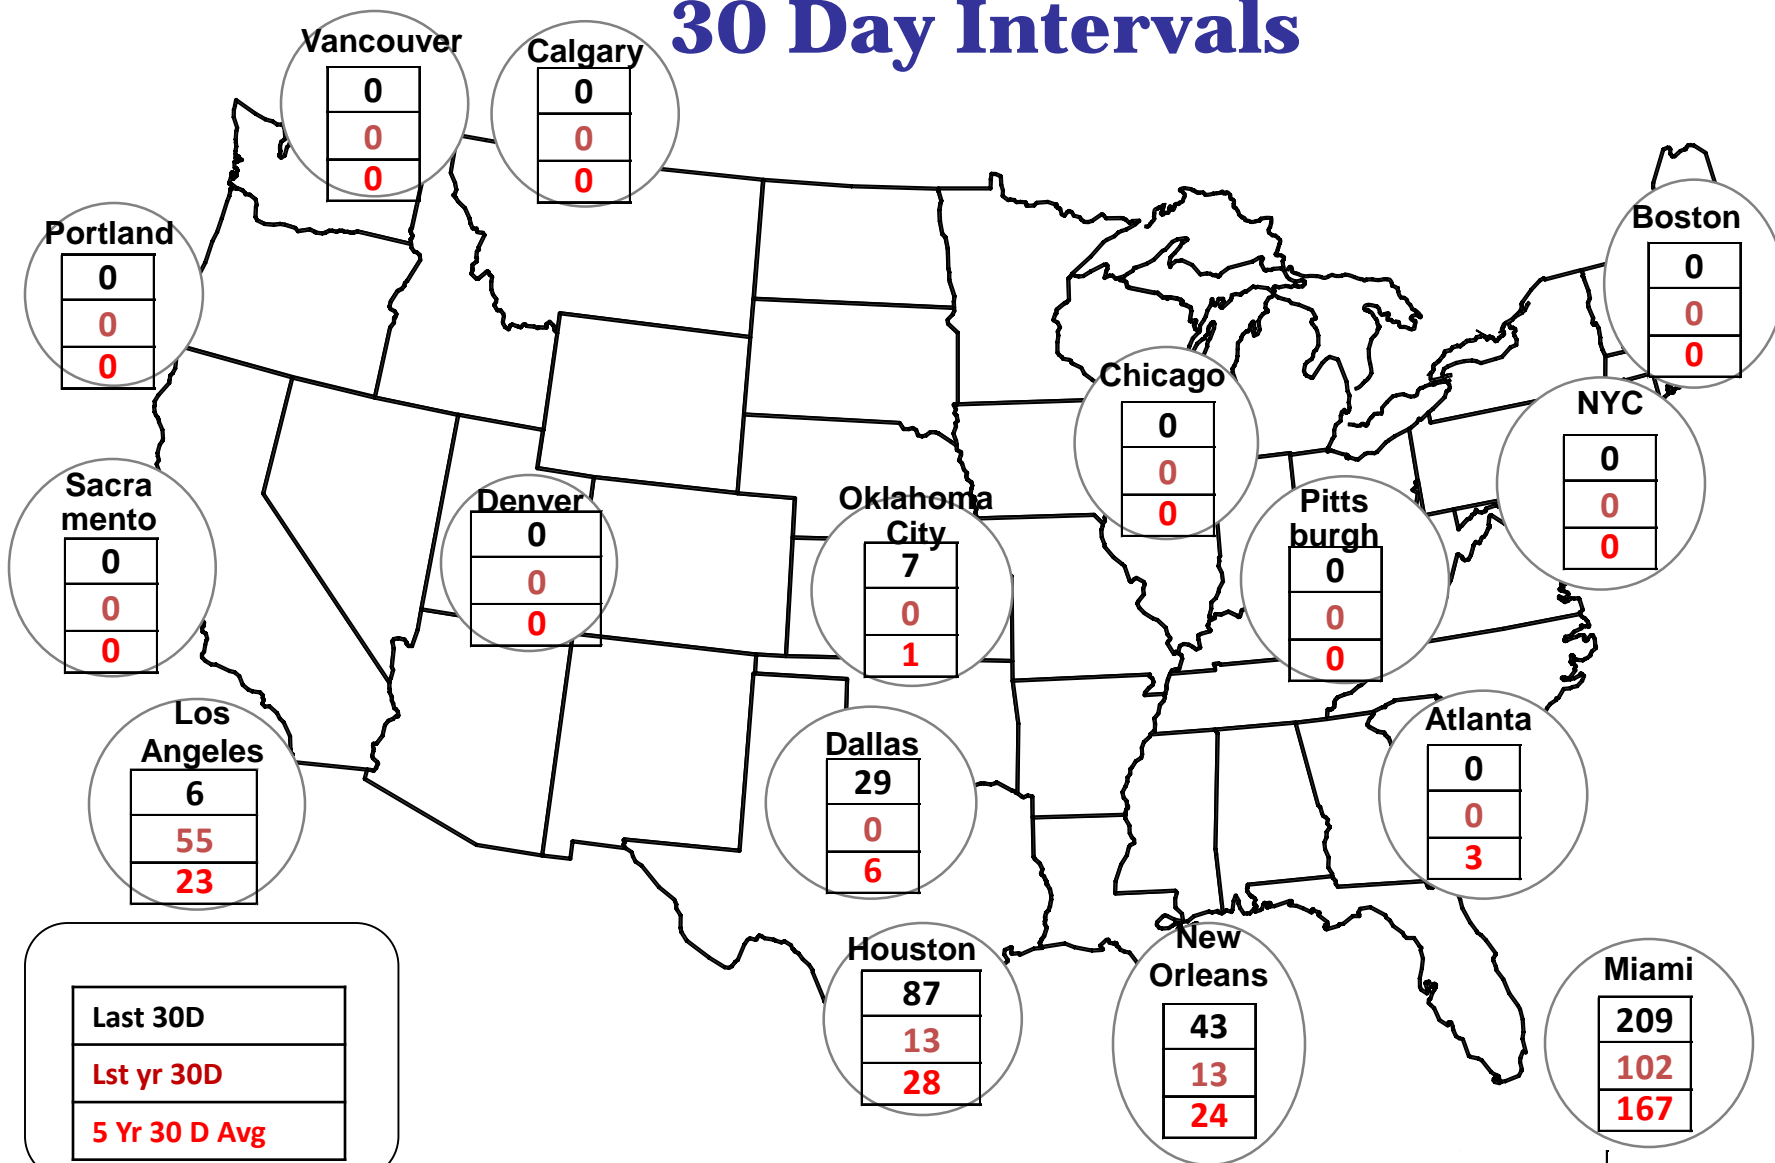 30 Day Intervals
Vancouver
0
0
0
Calgary
0
0
0
Portland
0
0
0
Boston
0
0
0
Chicago
0
0
0
NYC
0
0
0
Sacra
mento
0
0
0
Denver
0
0
0
Oklahoma
City
7
0
1
Pitts
burgh
0
0
0
Los
Angeles
6
55
23
Dallas
29
0
6
Atlanta
0
0
3
Houston
87
13
28
New
Orleans
43
13
24
Miami
209
102
167
Last 30D
Lst yr 30D
5 Yr 30 D Avg